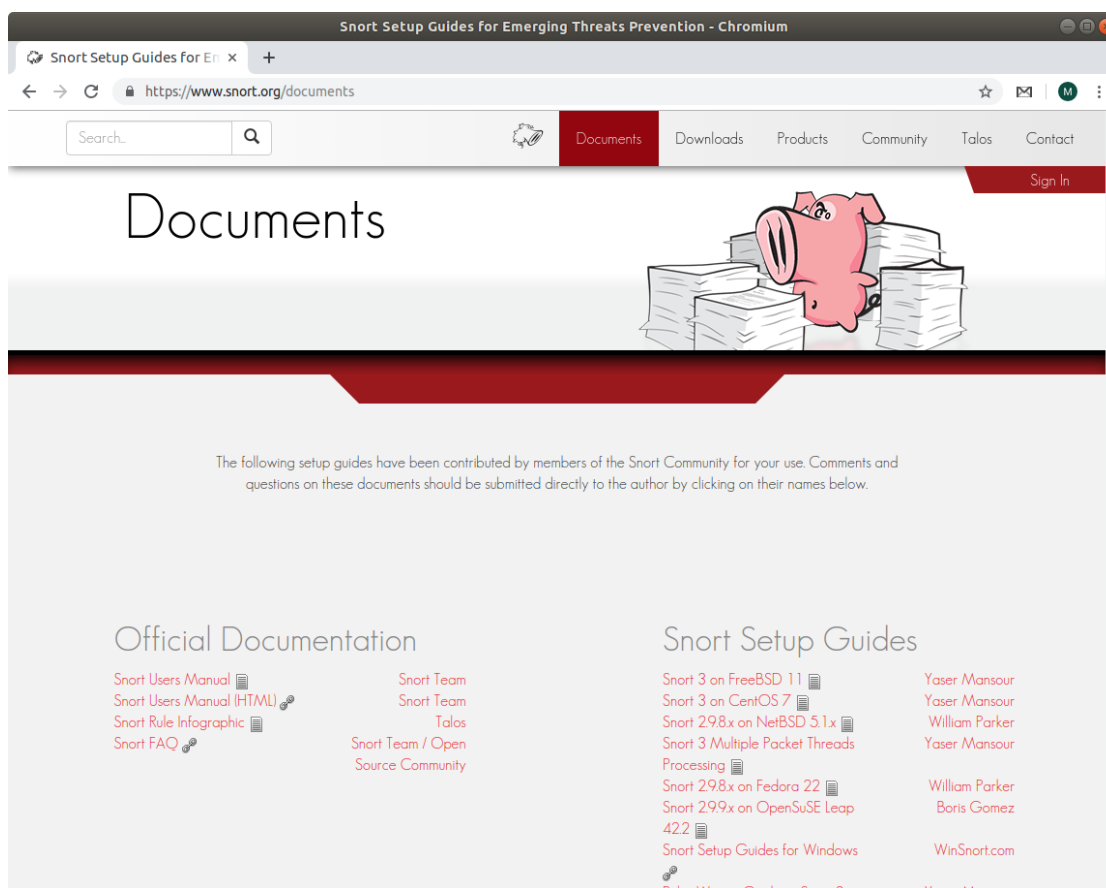 Snort Setup Guides for Emerging Threats Prevention - Chromium
Snort Setup Guides for En
https://www.snort.org/documents
M
Search...
Documents Downloads Products Community Talos Contact
Sign In
Documents
The following setup guides have been contributed by members of the Snort Community for your use. Comments and
questions on these documents should be submitted directly to the author by clicking on their names below.
Official Documentation
Snort Users Manual Snort Team
Snort Users Manual (HTML) Snort Team
Snort Rule Infographic Talos
Snort FAQ Snort Team / Open
Source Community
Snort Setup Guides
Snort 3 on FreeBSD 11 Yaser Mansour
Snort 3 on CentOS 7 Yaser Mansour
Snort 2.9.8.x on NetBSD 5.1.x William Parker
Snort 3 Multiple Packet Threads Yaser Mansour
Processing
Snort 2.9.8.x on Fedora 22 William Parker
Snort 2.9.9.x on OpenSuSE Leap Boris Gomez
42.2
Snort Setup Guides for Windows WinSnort.com